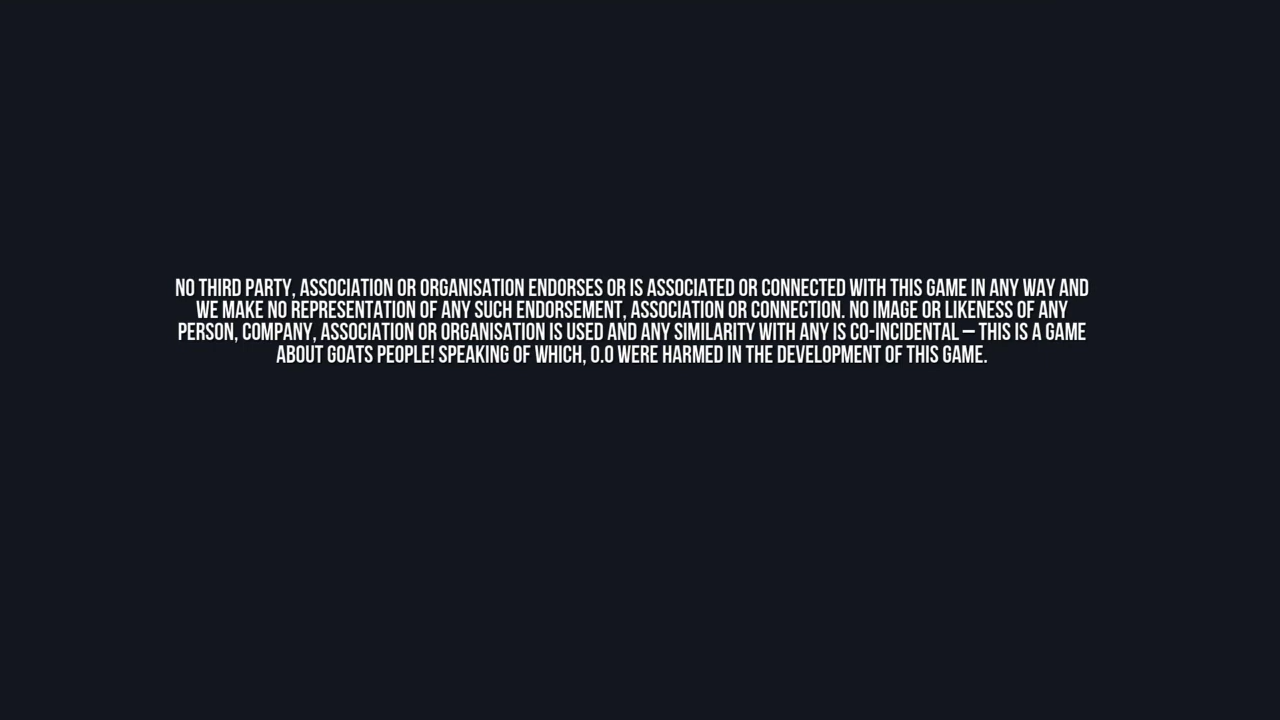 NO THIRD PARTY, ASSOCIATION OR ORGANISATION ENDORSES OR IS ASSOCIATED OR CONNECTED WITH THIS GAME IN ANY WAY AND
WE MAKE NO REPRESENTATION OF ANY SUCH ENDORSEMENT, ASSOCIATION OR CONNECTION. NO IMAGE OR LIKENESS OF ANY
PERSON, COMPANY, ASSOCIATION OR ORGANISATION IS USED AND ANY SIMILARITY WITH ANY IS CO-INCIDENTAL – THIS IS A GAME
ABOUT GOATS PEOPLE! SPEAKING OF WHICH, 0.0 WERE HARMED IN THE DEVELOPMENT OF THIS GAME.